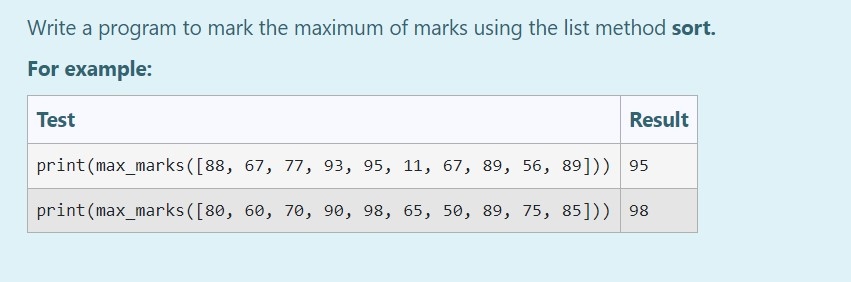 Write a program to mark the maximum of marks using the list method sort.
For example:
Test Result
print(max_marks([88, 67, 77, 93, 95, 11, 67, 89, 56, 89])) 95
print(max_marks([80, 60, 70, 90, 98, 65, 50, 89, 75, 85])) 98